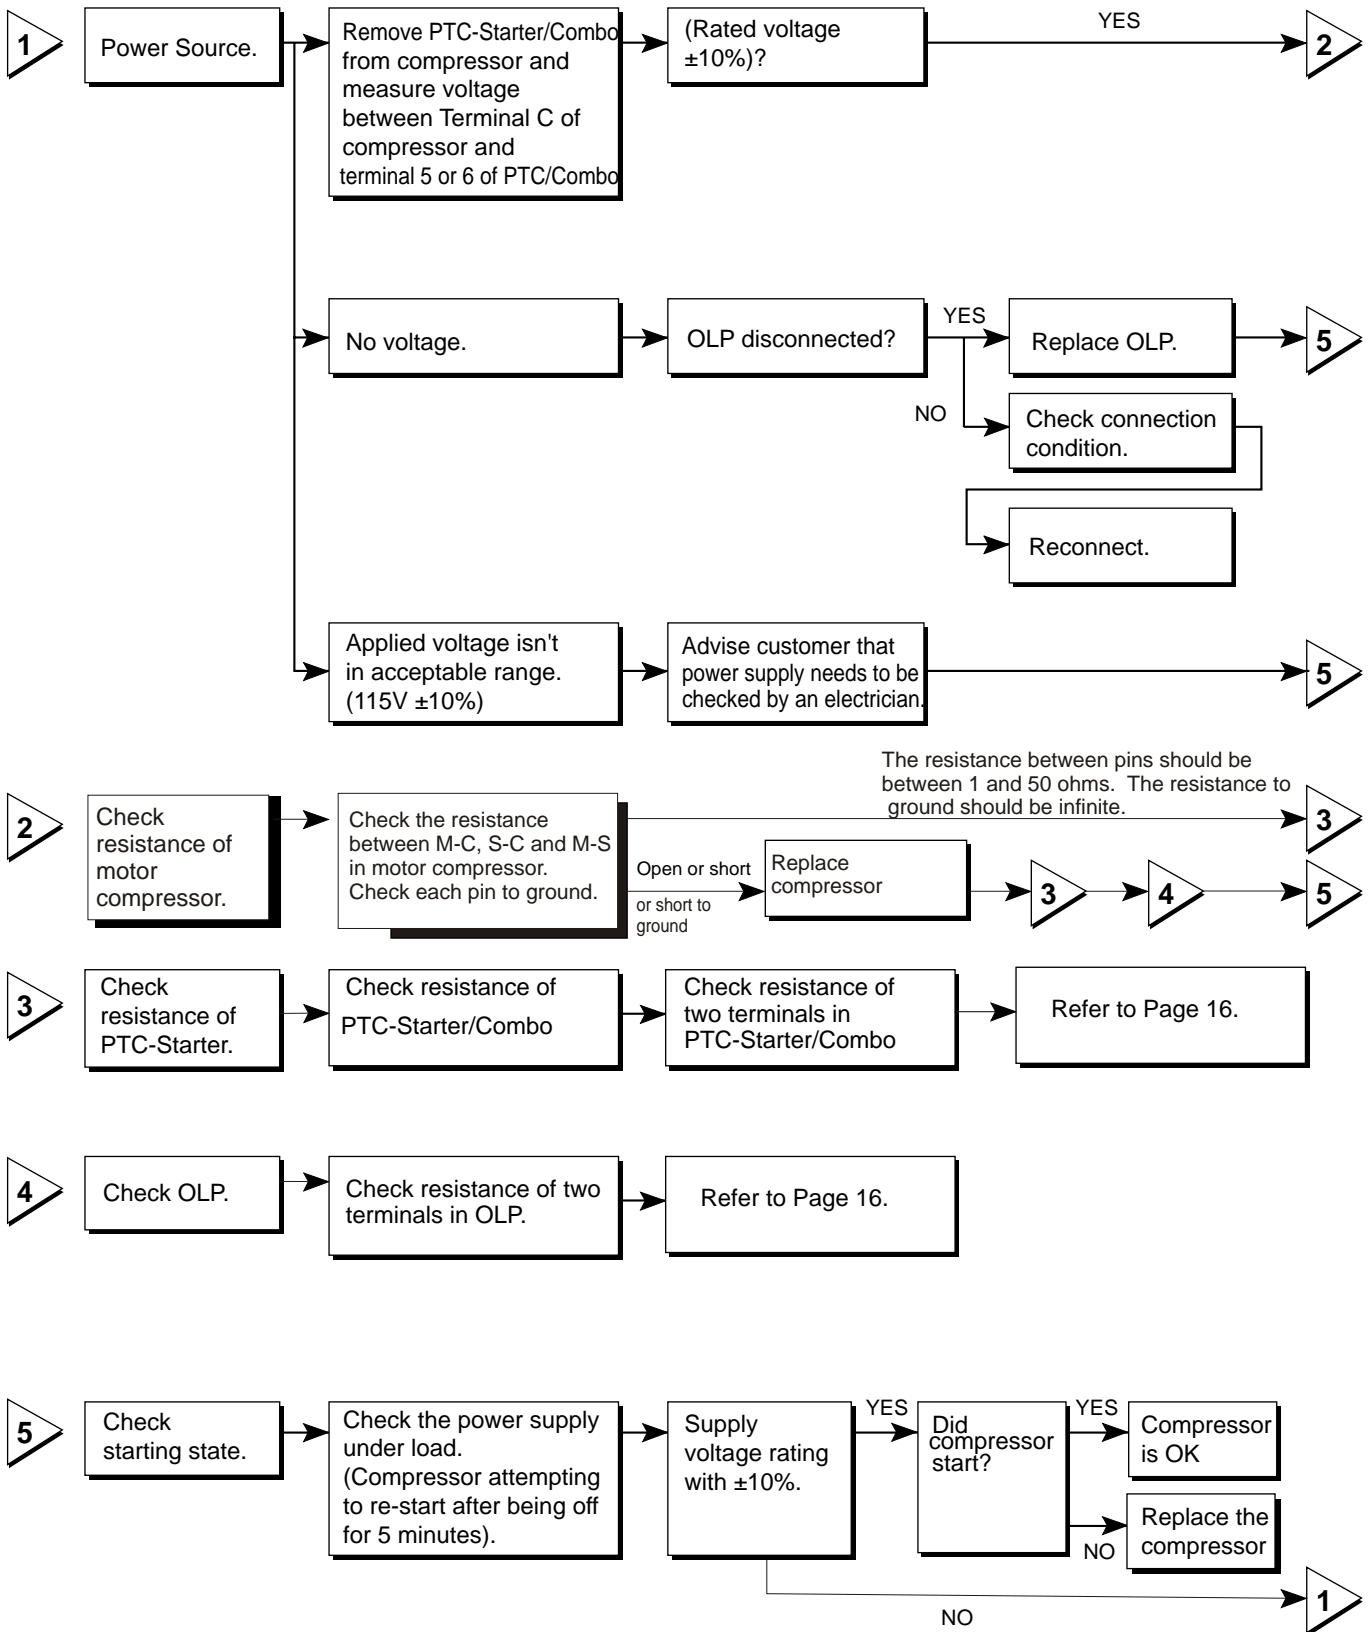 1
Power Source.
Remove PTC-Starter/Combo
from compressor and
measure voltage
between Terminal C of
compressor and
terminal 5 or 6 of PTC/Combo
(Rated voltage
±10%)?
YES
2
No voltage.
OLP disconnected?
YES
Replace OLP.
5
NO
Check connection
condition.
Reconnect.
Applied voltage isn't
in acceptable range.
(115V ±10%)
Advise customer that
power supply needs to be
checked by an electrician.
5
2
Check
resistance of
motor
compressor.
Check the resistance
between M-C, S-C and M-S
in motor compressor.
Check each pin to ground.
The resistance between pins should be
between 1 and 50 ohms.  The resistance to
ground should be infinite.
3
Open or short
or short to
ground
Replace
compressor
3
4
5
3
Check
resistance of
PTC-Starter.
Check resistance of
PTC-Starter/Combo
Check resistance of
two terminals in
PTC-Starter/Combo
Refer to Page 16.
4
Check OLP.
Check resistance of two
terminals in OLP.
Refer to Page 16.
5
Check
starting state.
Check the power supply
under load.
(Compressor attempting
to re-start after being off
for 5 minutes).
Supply
voltage rating
with ±10%.
YES
Did
compressor
start?
YES
Compressor
is OK
NO
Replace the
compressor
NO
1